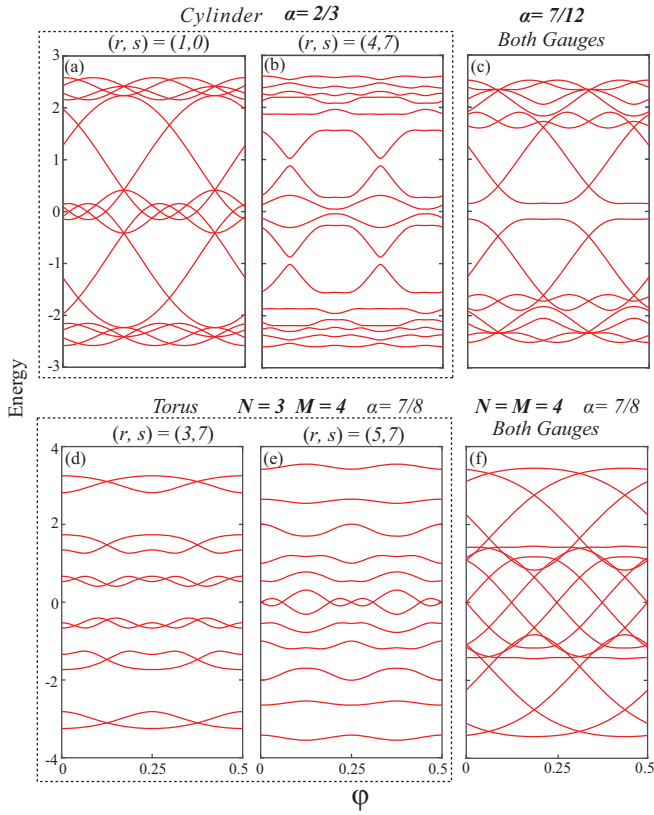 Cylinder α= 2/3 α= 7/12
(r, s) = (1,0) (r, s) = (4,7) Both Gauges
3 (a) (b) (c)
2
1
0
-1
-2
-3
Energy
Torus N = 3 M = 4 α= 7/8 N = M = 4 α= 7/8
(r, s) = (3,7) (r, s) = (5,7) Both Gauges
4 (d) (e) (f)
2
0
-2
-4
0 0.25 0.5 0 0.25 0.5 0 0.25 0.5
φ